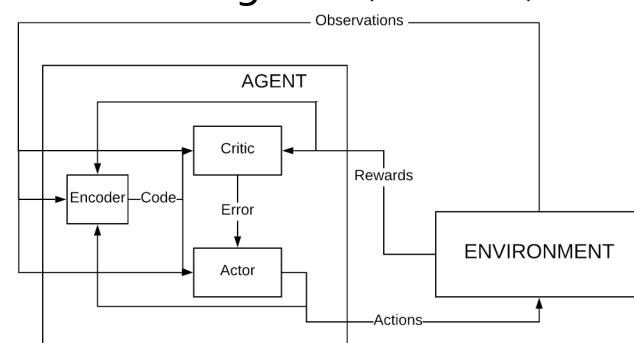 Observations
AGENT
Critic
Rewards
Encoder
Code
Error
ENVIRONMENT
Actor
Actions